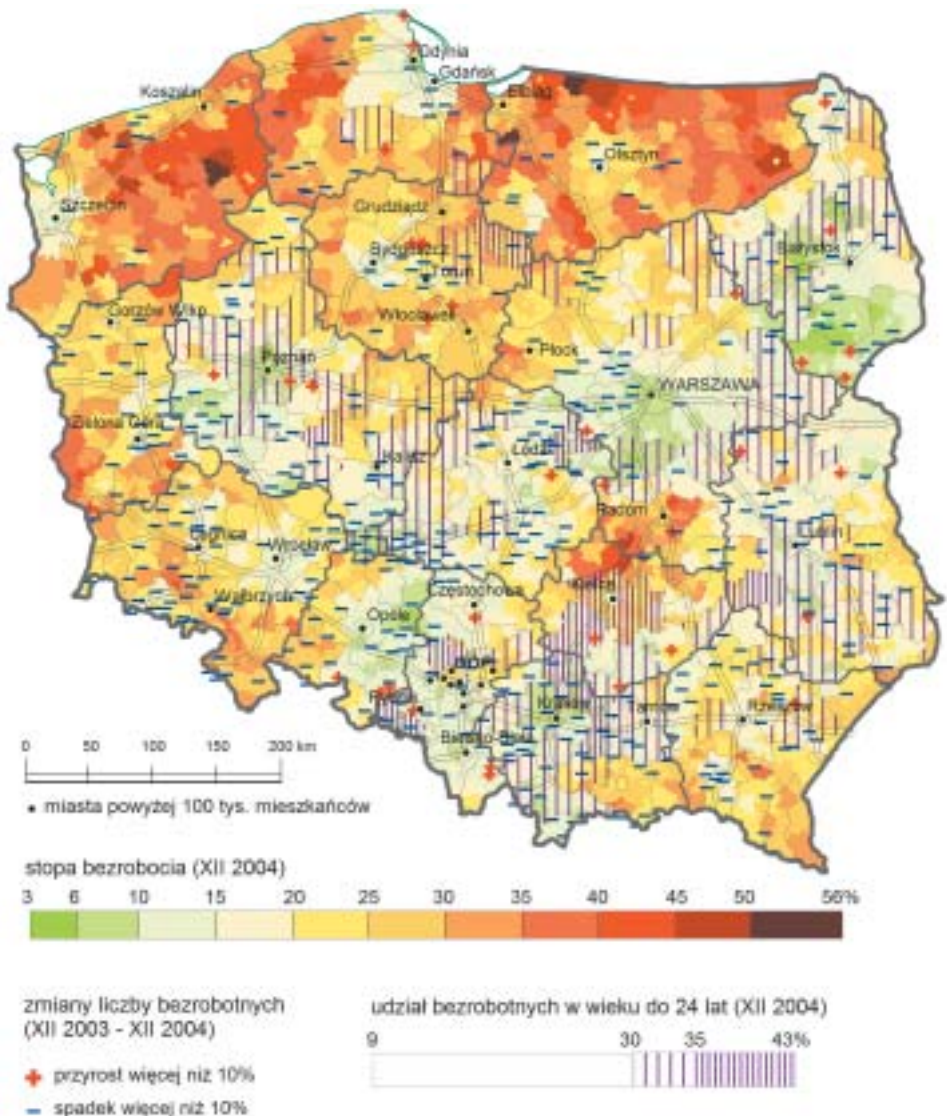 Gdynia
Gdańsk
Koszalin
Elbląg
Olsztyn
Szczecin
Grudziądz
Bydgoszcz
Toruń
Białystok
Gorzów Wlkp.
Włocławek
Płock
Poznań
WARSZAWA
Zielona Góra
Kalisz
Łódź
Radom
Legnica
Wrocław
Lublin
Wałbrzych
Częstochowa
Kielce
Opole
Kraków
Tarnów
Rzeszów
Bielsko-Biała
0 50 100 150 200 km
• miasta powyżej 100 tys. mieszkańców
stopa bezrobocia (XII 2004)
3 6 10 15 20 25 30 35 40 45 50 56%
zmiany liczby bezrobotnych
(XII 2003 - XII 2004)
+ przyrost więcej niż 10%
- spadek więcej niż 10%
udział bezrobotnych w wieku do 24 lat (XII 2004)
9 30 35 43%